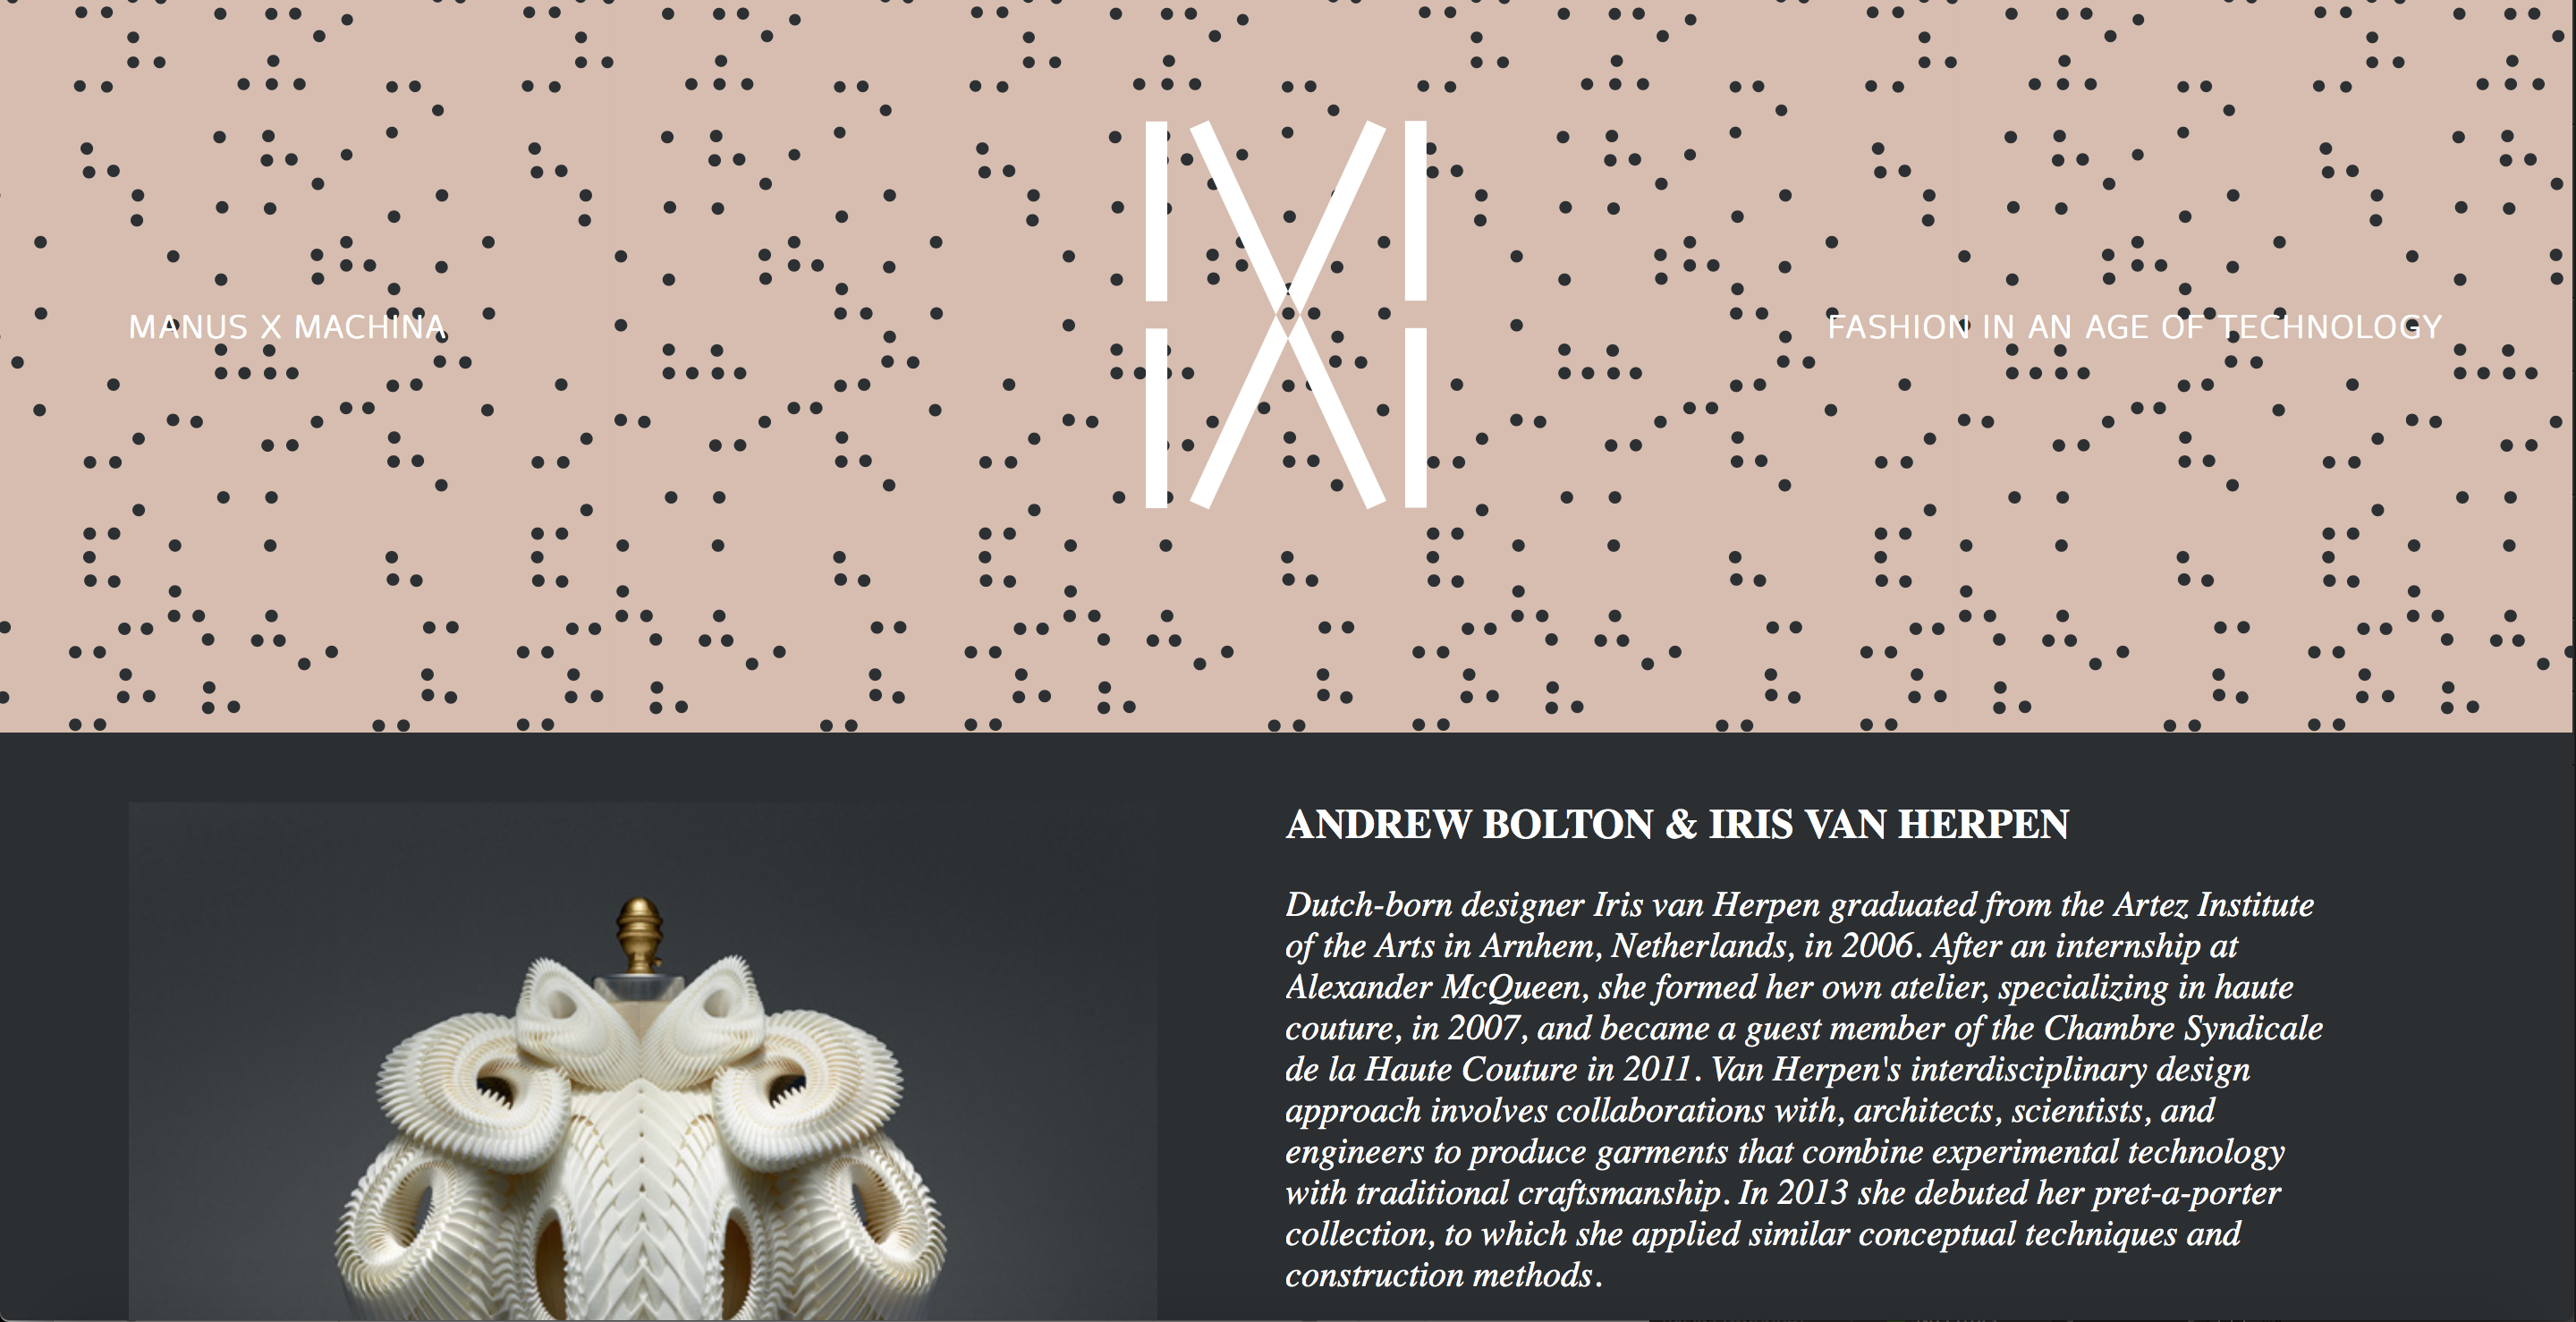 MANUS X MACHINA
FASHION IN AN AGE OF TECHNOLOGY
ANDREW BOLTON & IRIS VAN HERPEN
Dutch-born designer Iris van Herpen graduated from the Artez Institute
of the Arts in Arnhem, Netherlands, in 2006. After an internship at
Alexander McQueen, she formed her own atelier, specializing in haute
couture, in 2007, and became a guest member of the Chambre Syndicale
de la Haute Couture in 2011. Van Herpen's interdisciplinary design
approach involves collaborations with, architects, scientists, and
engineers to produce garments that combine experimental technology
with traditional craftsmanship. In 2013 she debuted her pret-a-porter
collection, to which she applied similar conceptual techniques and
construction methods.